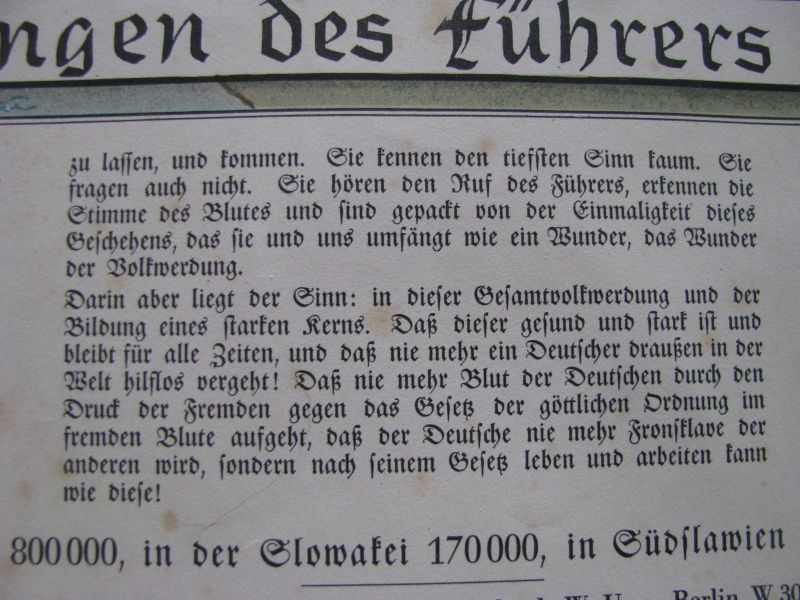 ngen des Führers
zu lassen, und kommen. Sie kennen den tiefsten Sinn kaum. Sie
fragen auch nicht. Sie hören den Ruf des Führers, erkennen die
Stimme des Blutes und sind gepackt von der Einmaligkeit dieses
Geschehens, das sie und uns umfängt wie ein Wunder, das Wunder
der Volkwerdung.
Darin aber liegt der Sinn: in dieser Gesamtvolkwerdung und der
Bildung eines starken Kerns. Daß dieser gesund und stark ist und
bleibt für alle Zeiten, und daß nie mehr ein Deutscher draußen in der
Welt hilflos vergeht! Daß nie mehr Blut der Deutschen durch den
Druck der Fremden gegen das Gesetz der göttlichen Ordnung im
fremden Blute aufgeht, daß der Deutsche nie mehr Fronsklave der
anderen wird, sondern nach seinem Gesetz leben und arbeiten kann
wie diese!
800000, in der Slowakei 170000, in Südslawien
Berlin W 30